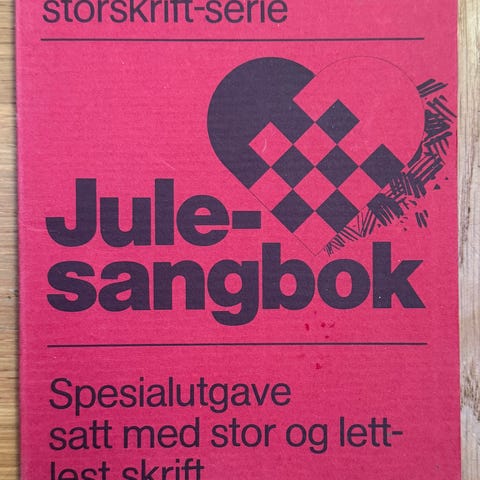 storskrift-serie
Jule-
sangbok
Spesialutgave
satt med stor og lett-
lest skrift